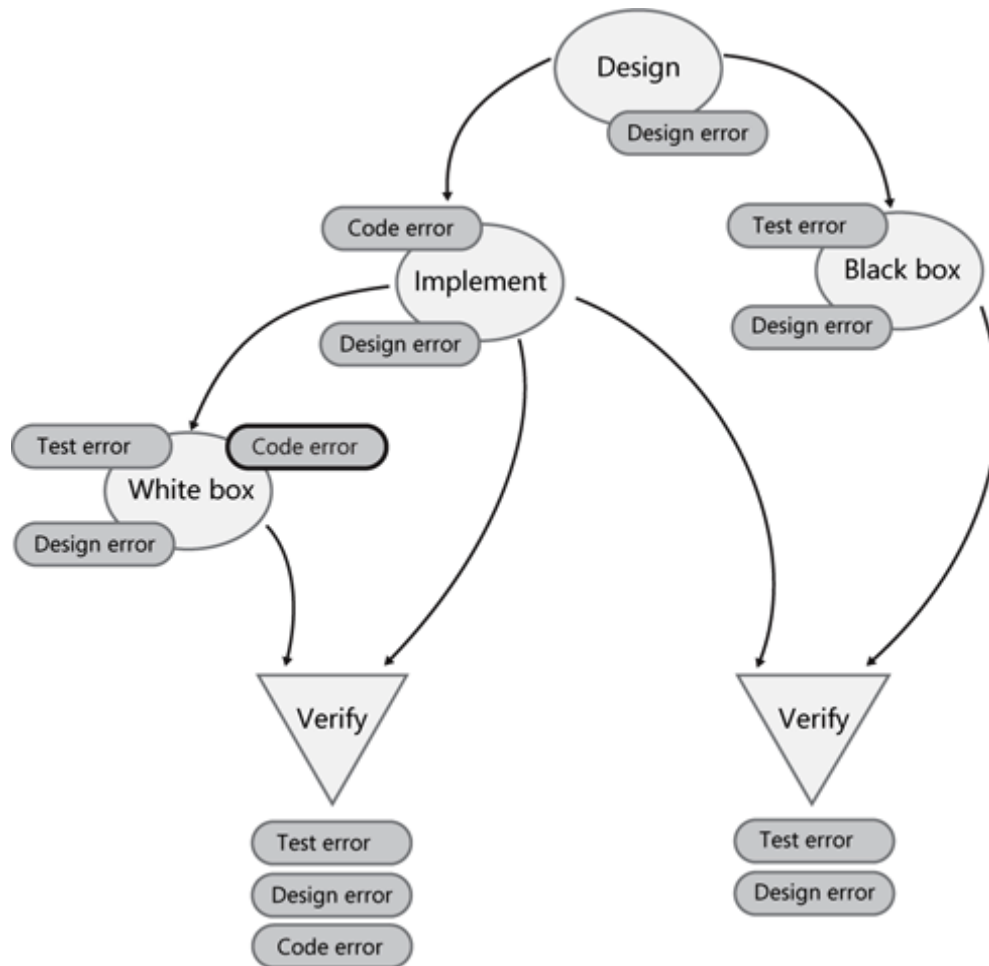 Design
Design error
Code error
Implement
Design error
Test error
Black box
Design error
Test error
Code error
White box
Design error
Verify
Test error
Design error
Code error
Verify
Test error
Design error